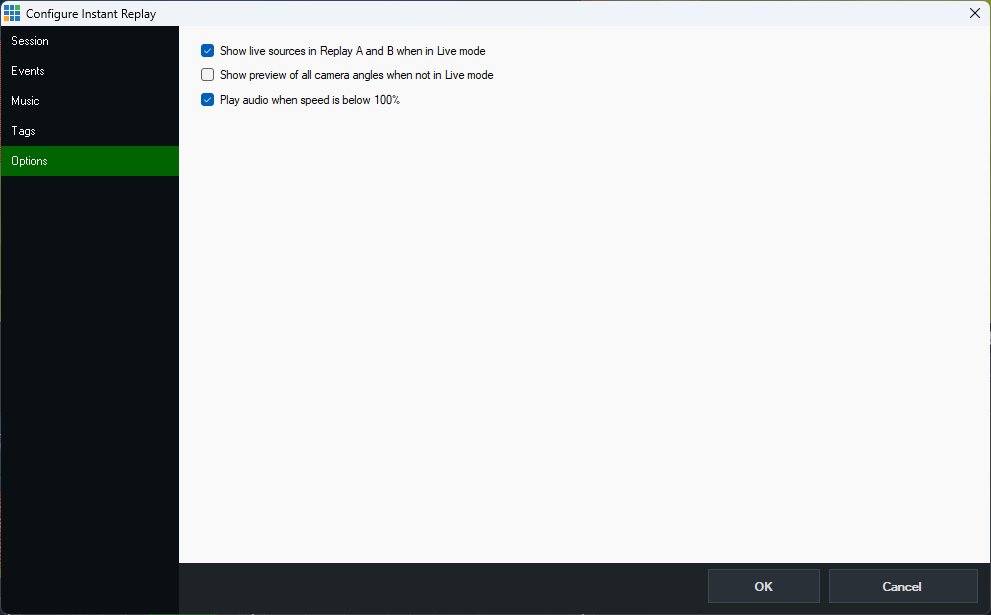 Configure Instant Replay
Session
Events
Music
Tags
Options
Show live sources in Replay A and B when in Live mode
Show preview of all camera angles when not in Live mode
Play audio when speed is below 100%
OK
Cancel